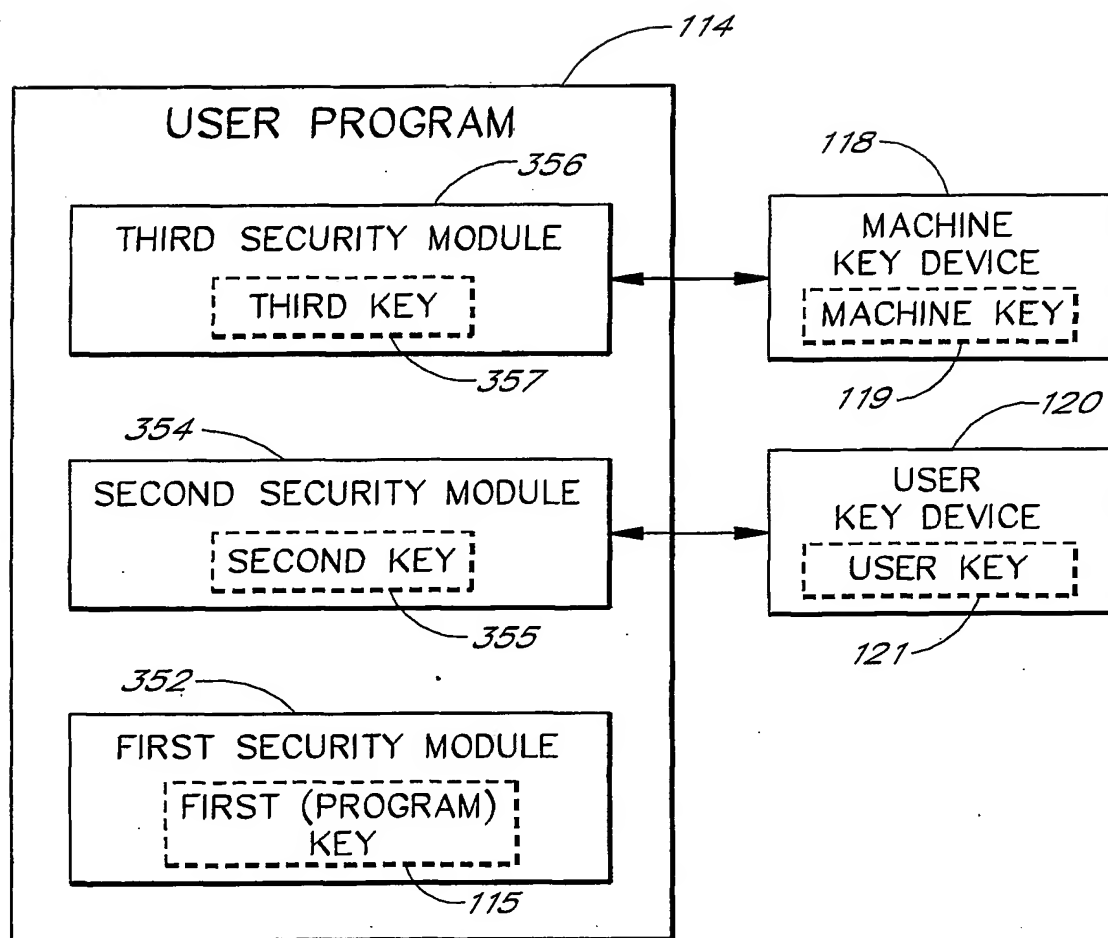 114
USER PROGRAM
356
THIRD SECURITY MODULE
THIRD KEY
357
118
MACHINE
KEY DEVICE
MACHINE KEY
119
354
SECOND SECURITY MODULE
SECOND KEY
355
120
USER
KEY DEVICE
USER KEY
121
352
FIRST SECURITY MODULE
FIRST (PROGRAM)
KEY
115